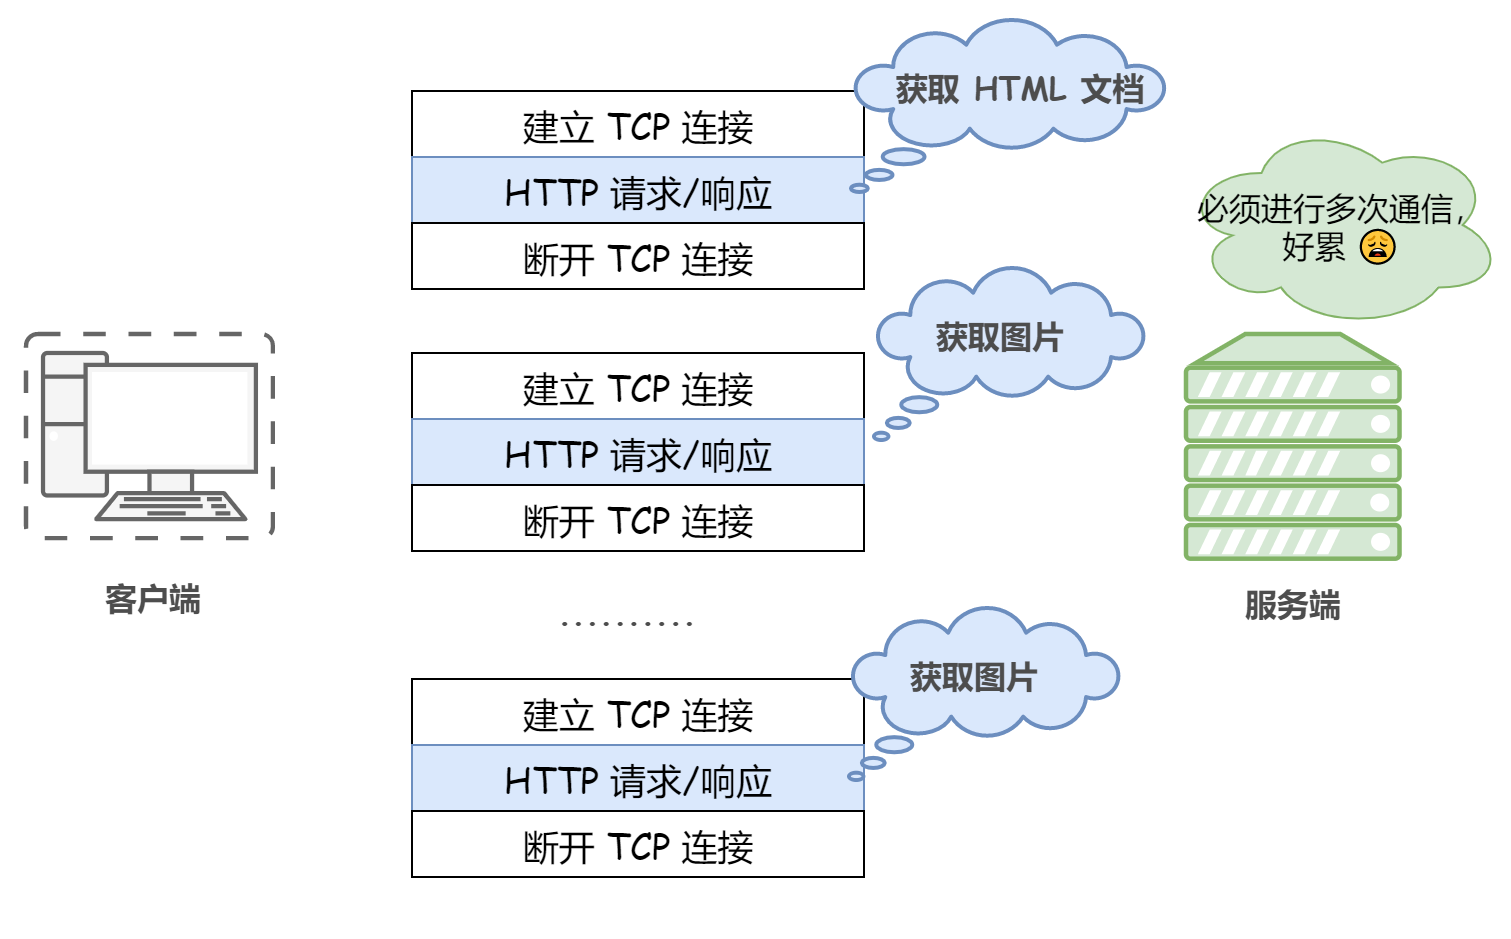 获取 HTML 文档
建立 TCP 连接
HTTP 请求/响应
断开 TCP 连接
必须进行多次通信,
好累 😩
获取图片
建立 TCP 连接
HTTP 请求/响应
断开 TCP 连接
客户端
服务端
..........
获取图片
建立 TCP 连接
HTTP 请求/响应
断开 TCP 连接